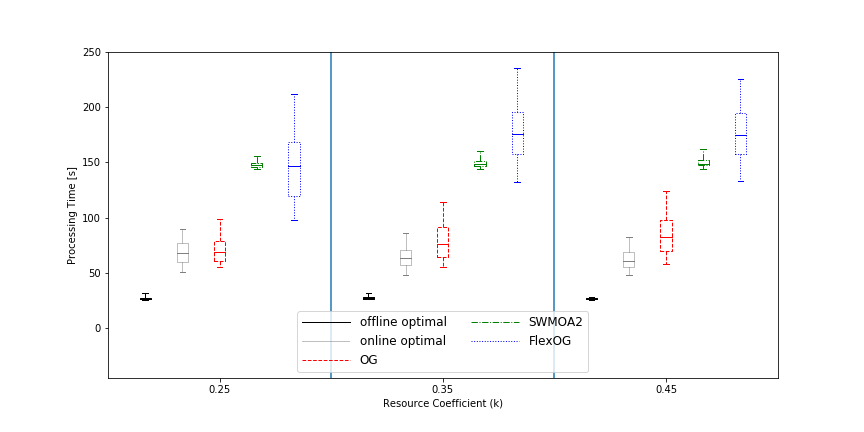 250
200
150
100
50
0
Processing Time [s]
offline optimal
online optimal
OG
SWMOA2
FlexOG
0.25 0.35 0.45
Resource Coefficient (k)